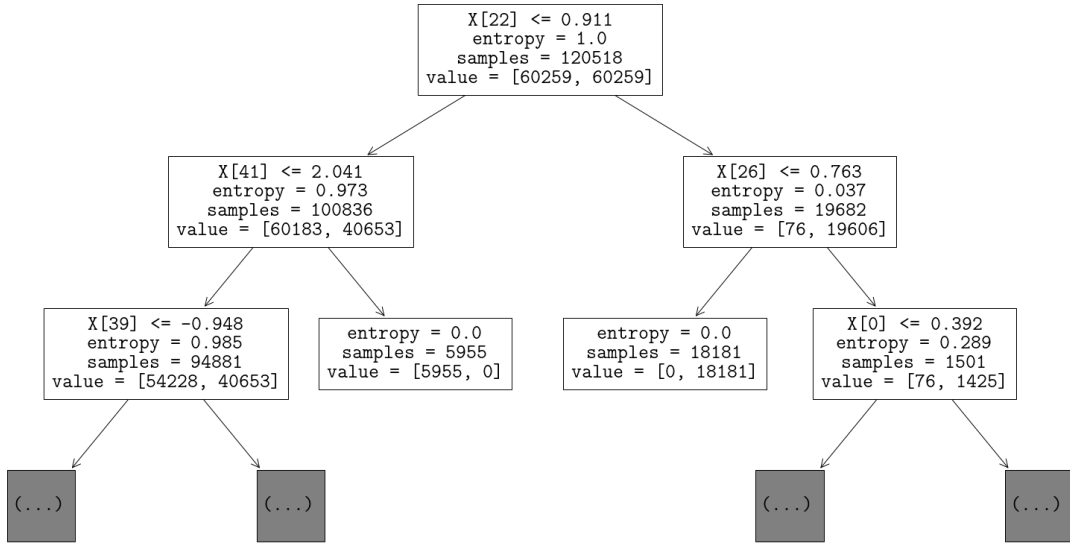 X[22] <= 0.911
entropy = 1.0
samples = 120518
value = [60259, 60259]
X[41] <= 2.041
entropy = 0.973
samples = 100836
value = [60183, 40653]
X[26] <= 0.763
entropy = 0.037
samples = 19682
value = [76, 19606]
X[39] <= -0.948
entropy = 0.985
samples = 94881
value = [54228, 40653]
entropy = 0.0
samples = 5955
value = [5955, 0]
entropy = 0.0
samples = 18181
value = [0, 18181]
X[0] <= 0.392
entropy = 0.289
samples = 1501
value = [76, 1425]
(...)
(...)
(...)
(...)